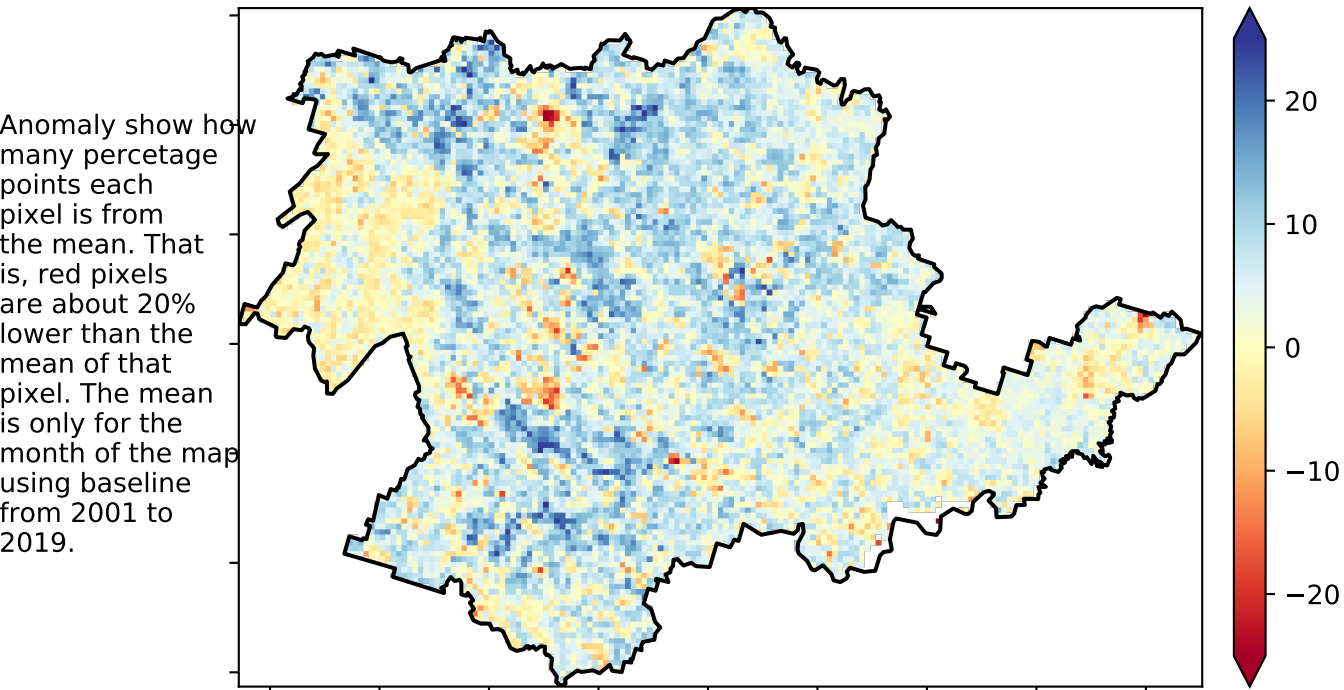 Anomaly show how
many percetage
points each
pixel is from
the mean. That
is, red pixels
are about 20%
lower than the
mean of that
pixel. The mean
is only for the
month of the map
using baseline
from 2001 to
2019.
20
10
0
−10
−20